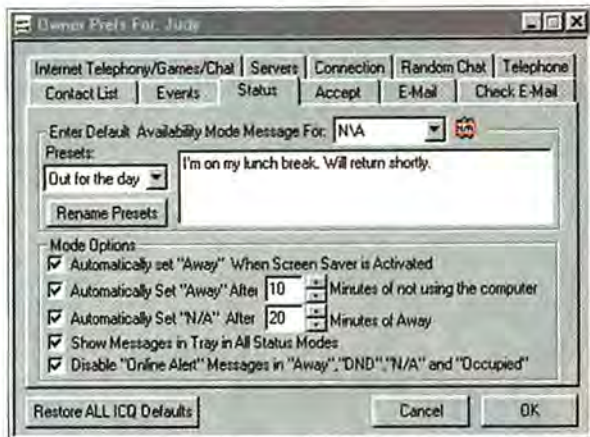 Owner Prefs For: Judy
Internet Telephony/Games/Chat Servers Connection Random Chat Telephone
Contact List Events Status Accept E-Mail Check E-Mail
Enter Default Availability Mode Message For: N\A
Presets:
Out for the day
I'm on my lunch break. Will return shortly.
Rename Presets
Mode Options
Automatically set "Away" When Screen Saver is Activated
Automatically Set "Away" After 10 Minutes of not using the computer
Automatically Set "N/A" After 20 Minutes of Away
Show Messages in Tray in All Status Modes
Disable "Online Alert" Messages in "Away","DND","N/A" and "Occupied"
Restore ALL ICQ Defaults Cancel OK